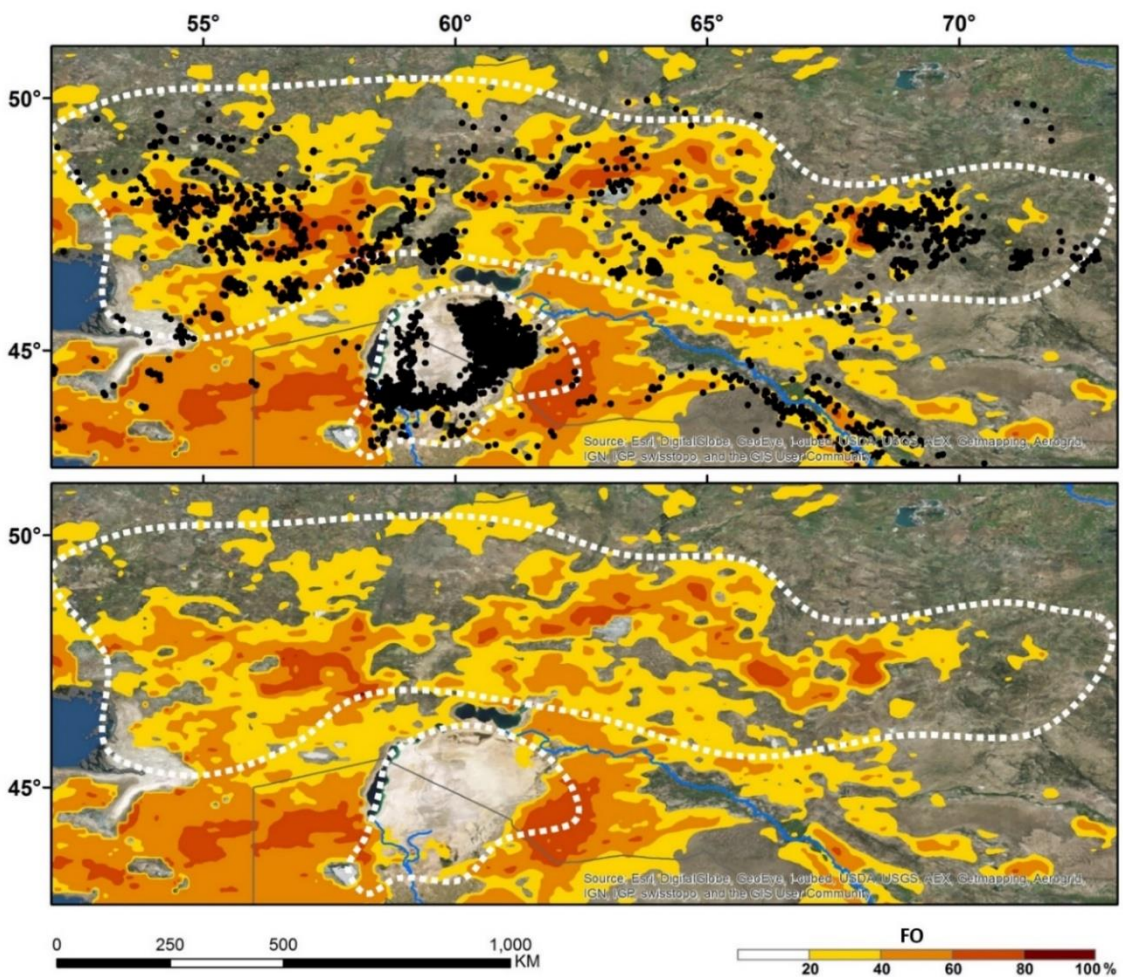 55° 60° 65° 70°
50°
45°
Source: Esri, DigitalGlobe, GeoEye, i-cubed, USDA, USGS, AEX, Getmapping, Aerogrid,
IGN, IGP, swisstopo, and the GIS User Community
50°
45°
Source: Esri, DigitalGlobe, GeoEye, i-cubed, USDA, USGS, AEX, Getmapping, Aerogrid,
IGN, IGP, swisstopo, and the GIS User Community
0 250 500 1,000
KM
FO
20 40 60 80 100 %